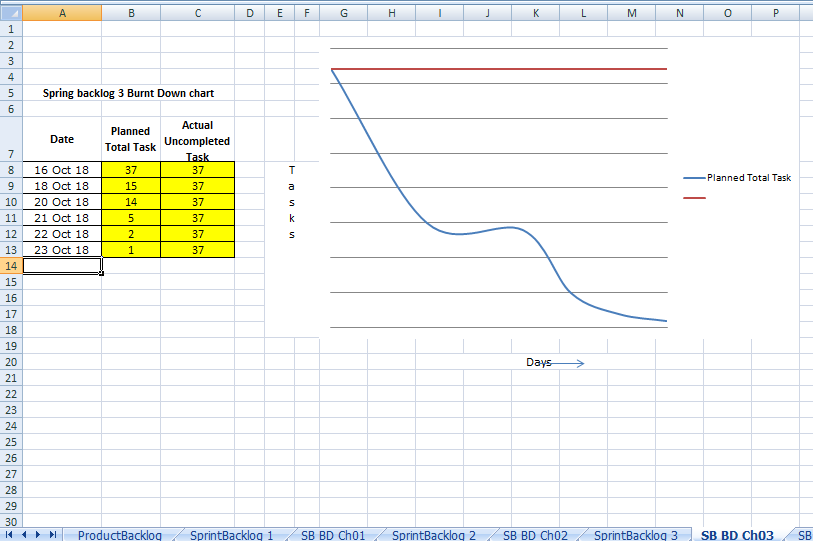 A B C D E F G H I J K L M N O P
1
2
3
4
5 Spring backlog 3 Burnt Down chart
6
7 Date Planned Total Task Actual Uncompleted Task
8 16 Oct 18 37 37 T
9 18 Oct 18 15 37 a
10 20 Oct 18 14 37 s
11 21 Oct 18 5 37 k
12 22 Oct 18 2 37 s
13 23 Oct 18 1 37
14
15
16
17
18
19
20
21
22
23
24
25
26
27
28
29
30
Planned Total Task
Days
ProductBacklog SprintBacklog 1 SB BD Ch01 SprintBacklog 2 SB BD Ch02 SprintBacklog 3 SB BD Ch03 SB